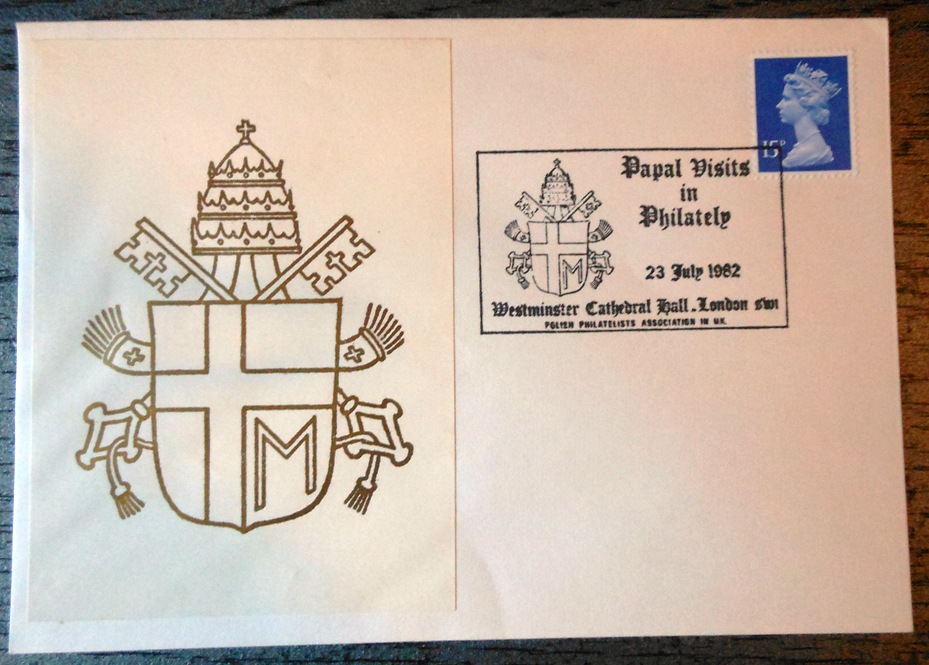 M
15P
Papal Visits
in
Philately
M
23 July 1982
Westminster Cathedral Hall. London SW1
POLISH PHILATELISTS ASSOCIATION IN UK.